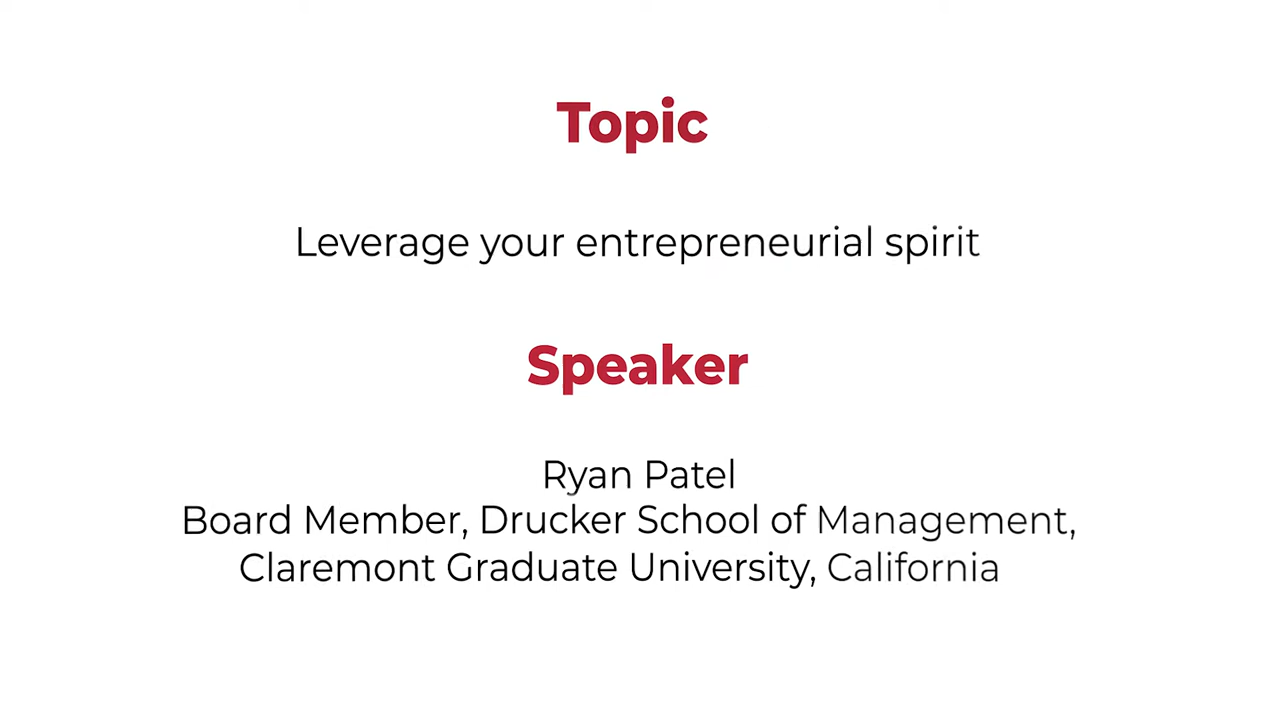 Topic
Leverage your entrepreneurial spirit
Speaker
Ryan Patel
Board Member, Drucker School of Management,
Claremont Graduate University, California